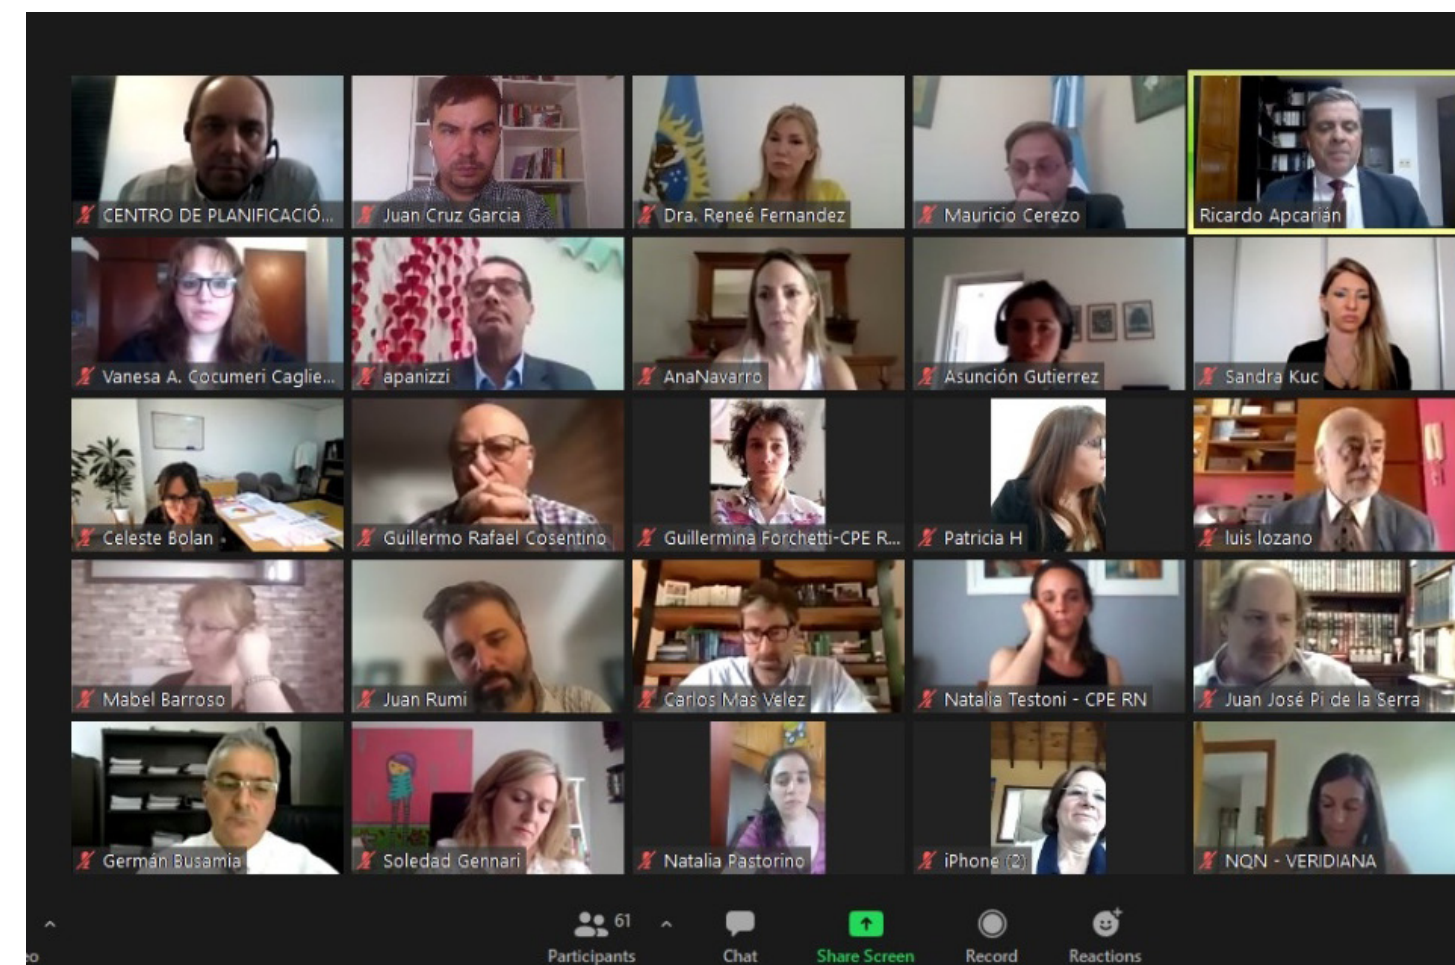 CENTRO DE PLANIFICACIÓ...
Juan Cruz Garcia
Dra. Reneé Fernandez
Mauricio Cerezo
Ricardo Apcarián
Vanesa A. Cocumeri Caglie...
apanizzi
AnaNavarro
Asunción Gutierrez
Sandra Kuc
Celeste Bolan
Guillermo Rafael Cosentino
Guillermina Forchetti-CPE R...
Patricia H
luis lozano
Mabel Barroso
Juan Rumi
Carlos Mas Velez
Natalia Testoni - CPE RN
Juan José Pi de la Serra
Germán Busamia
Soledad Gennari
Natalia Pastorino
iPhone (2)
NQN - VERIDIANA
61
eo
Participants
Chat
Share Screen
Record
Reactions